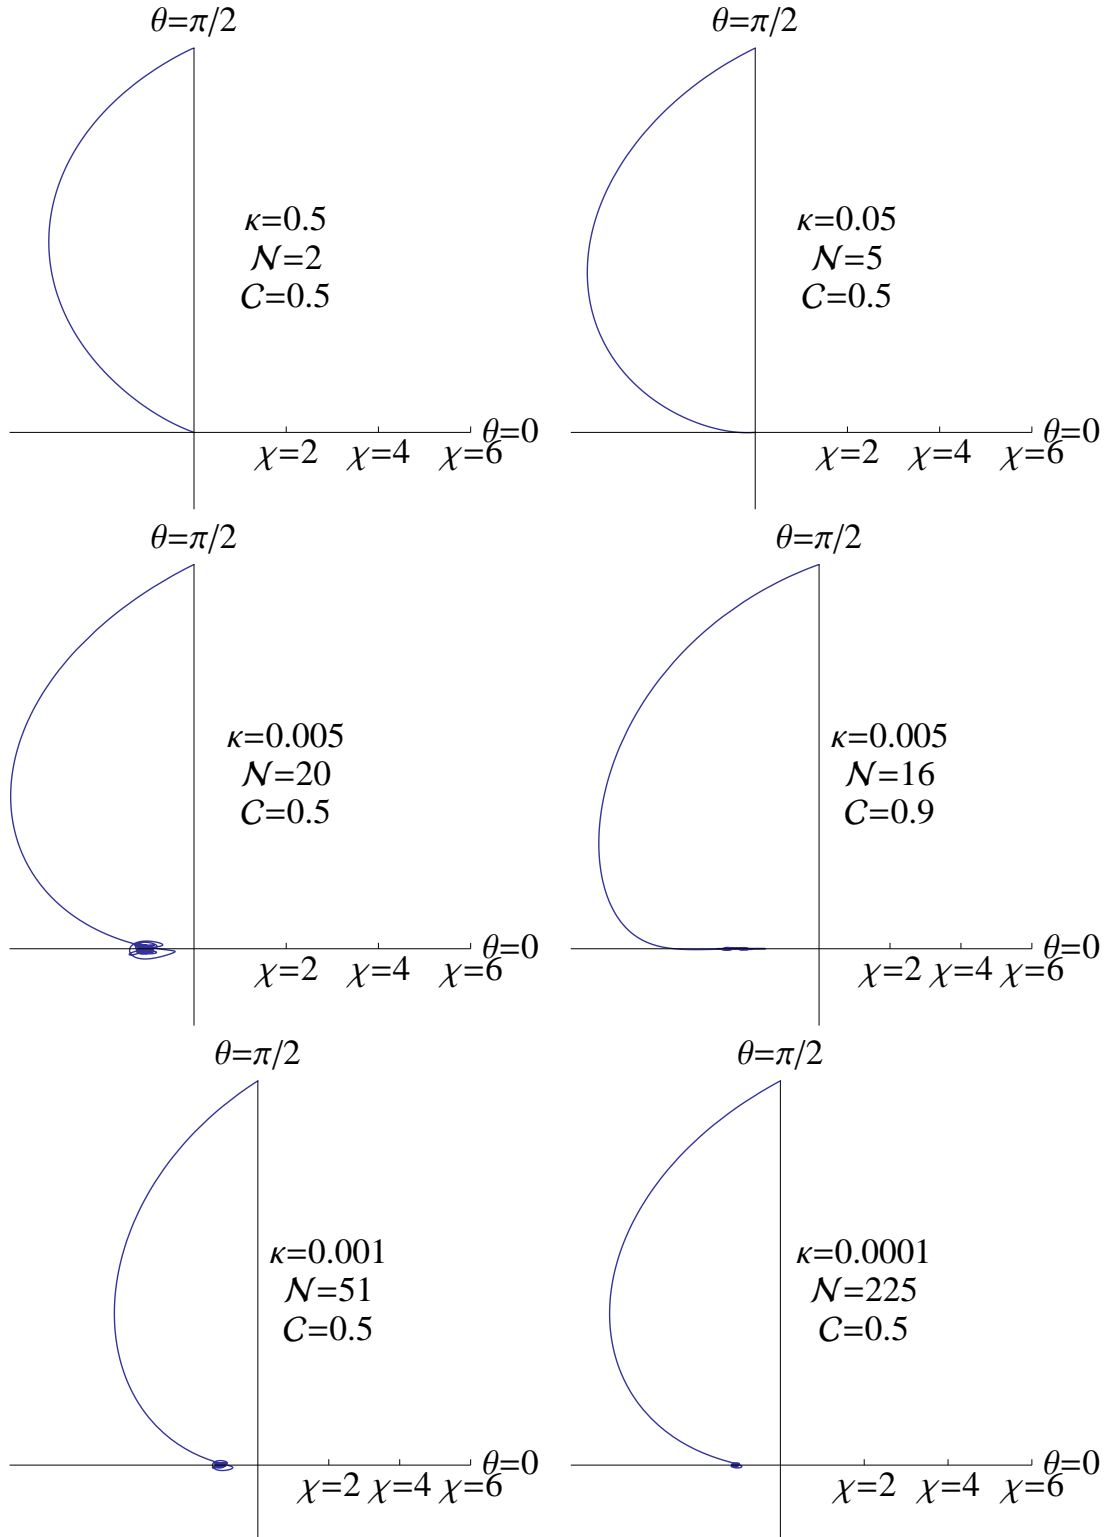 θ=π/2
κ=0.5
𝒩=2
𝒞=0.5
θ=0
χ=2 χ=4 χ=6
θ=π/2
κ=0.05
𝒩=5
𝒞=0.5
θ=0
χ=2 χ=4 χ=6
θ=π/2
κ=0.005
𝒩=20
𝒞=0.5
θ=0
χ=2 χ=4 χ=6
θ=π/2
κ=0.005
𝒩=16
𝒞=0.9
θ=0
χ=2 χ=4 χ=6
θ=π/2
κ=0.001
𝒩=51
𝒞=0.5
θ=0
χ=2 χ=4 χ=6
θ=π/2
κ=0.0001
𝒩=225
𝒞=0.5
θ=0
χ=2 χ=4 χ=6